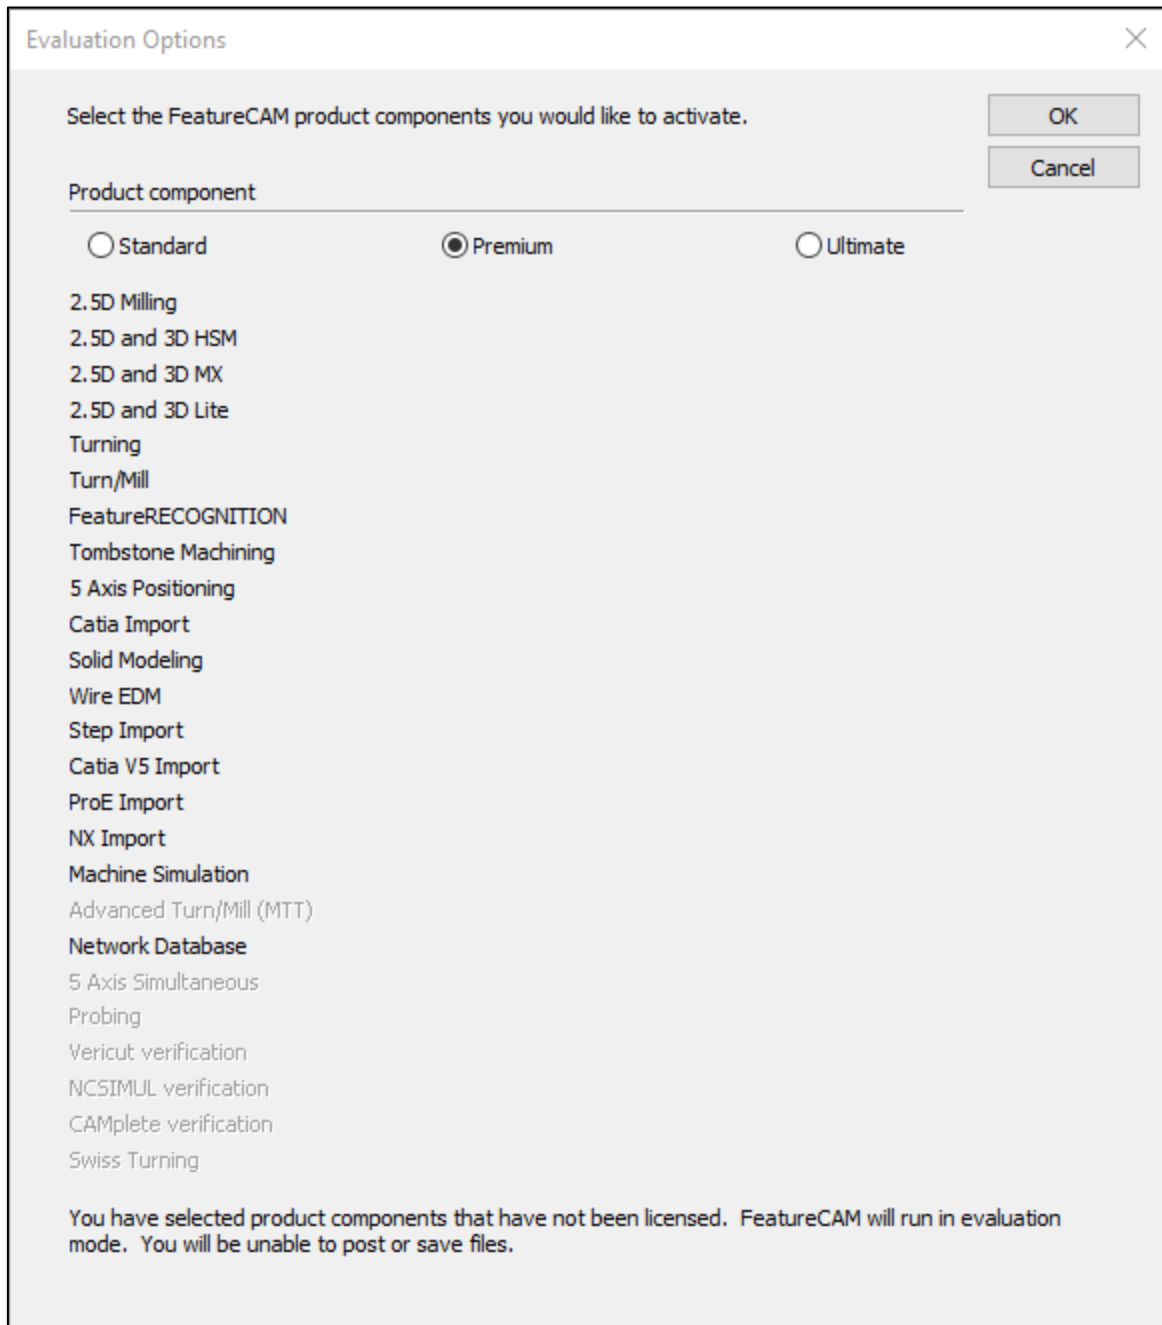 Evaluation Options
Select the FeatureCAM product components you would like to activate.
OK
Cancel
Product component
Standard Premium Ultimate
2.5D Milling
2.5D and 3D HSM
2.5D and 3D MX
2.5D and 3D Lite
Turning
Turn/Mill
FeatureRECOGNITION
Tombstone Machining
5 Axis Positioning
Catia Import
Solid Modeling
Wire EDM
Step Import
Catia V5 Import
ProE Import
NX Import
Machine Simulation
Advanced Turn/Mill (MTT)
Network Database
5 Axis Simultaneous
Probing
Vericut verification
NCSIMUL verification
CAMplete verification
Swiss Turning
You have selected product components that have not been licensed.  FeatureCAM will run in evaluation
mode.  You will be unable to post or save files.